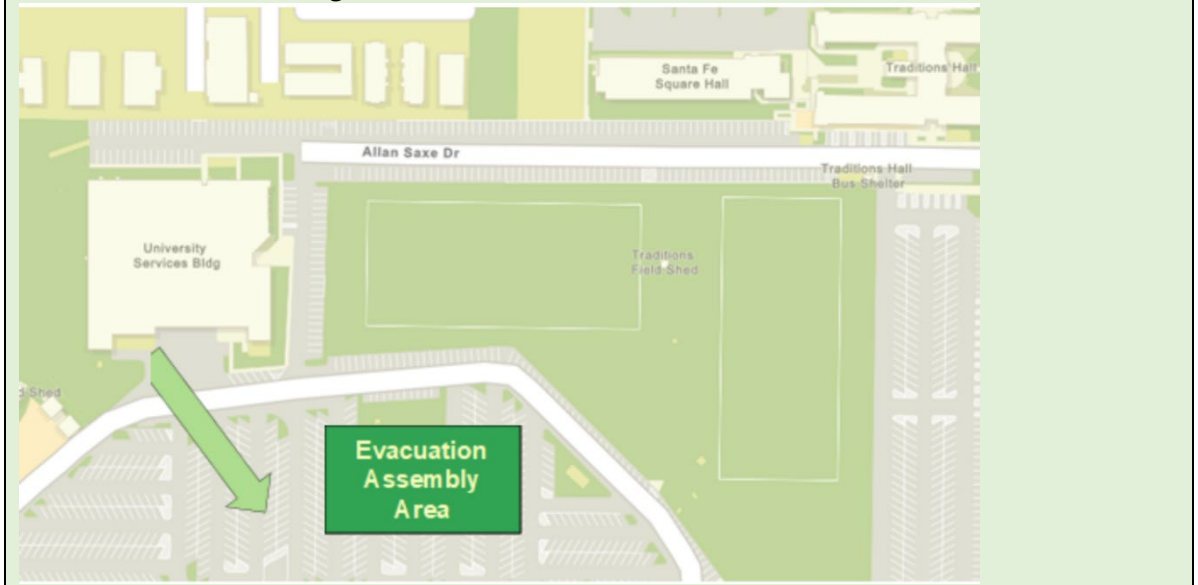 Santa Fe
Square Hall
Traditions Hall
Allan Saxe Dr
Traditions Hall
Bus Shelter
University
Services Bldg
Traditions
Field Shed
Shed
Evacuation
Assembly
Area